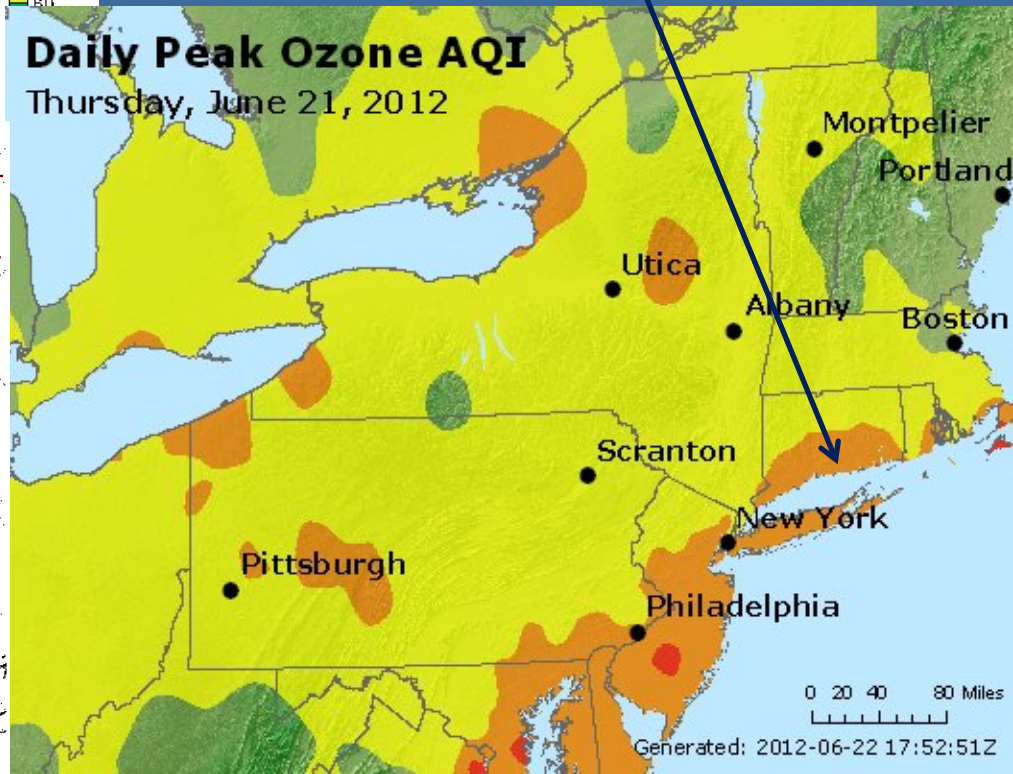 Daily Peak Ozone AQI
Thursday, June 21, 2012
Montpelier
Portland
Utica
Albany
Boston
Scranton
New York
Pittsburgh
Philadelphia
0 20 40 80 Miles
Generated: 2012-06-22 17:52:51Z